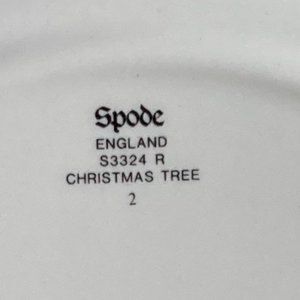 Spode
ENGLAND
S3324 R
CHRISTMAS TREE
2